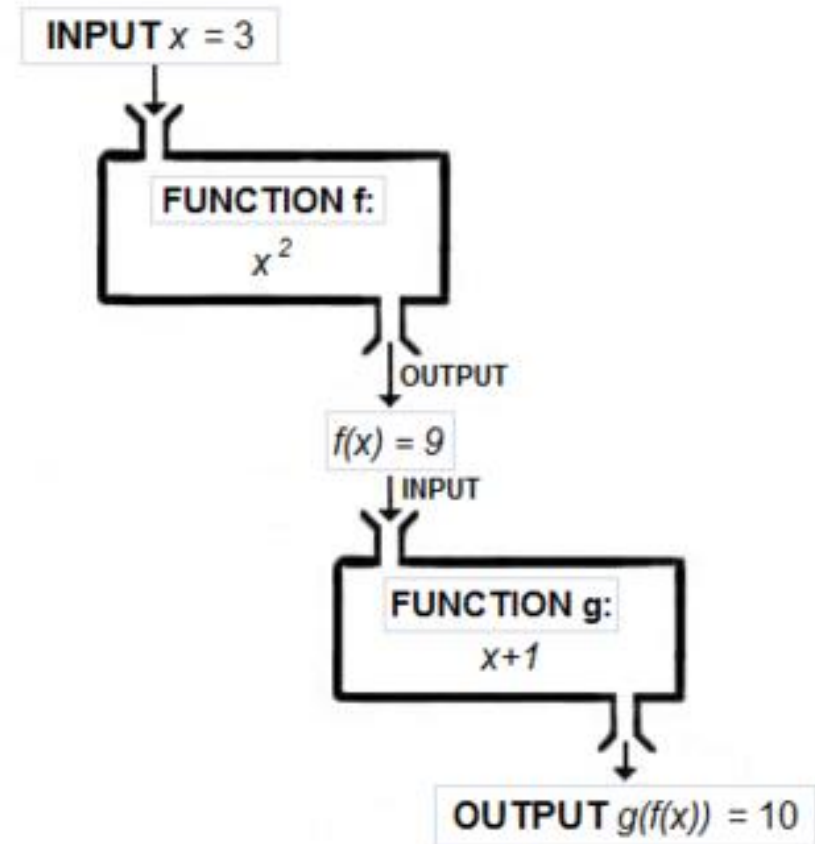 INPUT x = 3
FUNCTION f:
x²
OUTPUT
f(x) = 9
INPUT
FUNCTION g:
x+1
OUTPUT g(f(x)) = 10